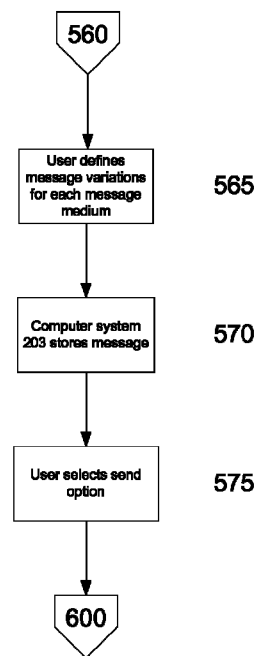 560
User defines
message variations
for each message
medium
565
Computer system
203 stores message
570
User selects send
option
575
600